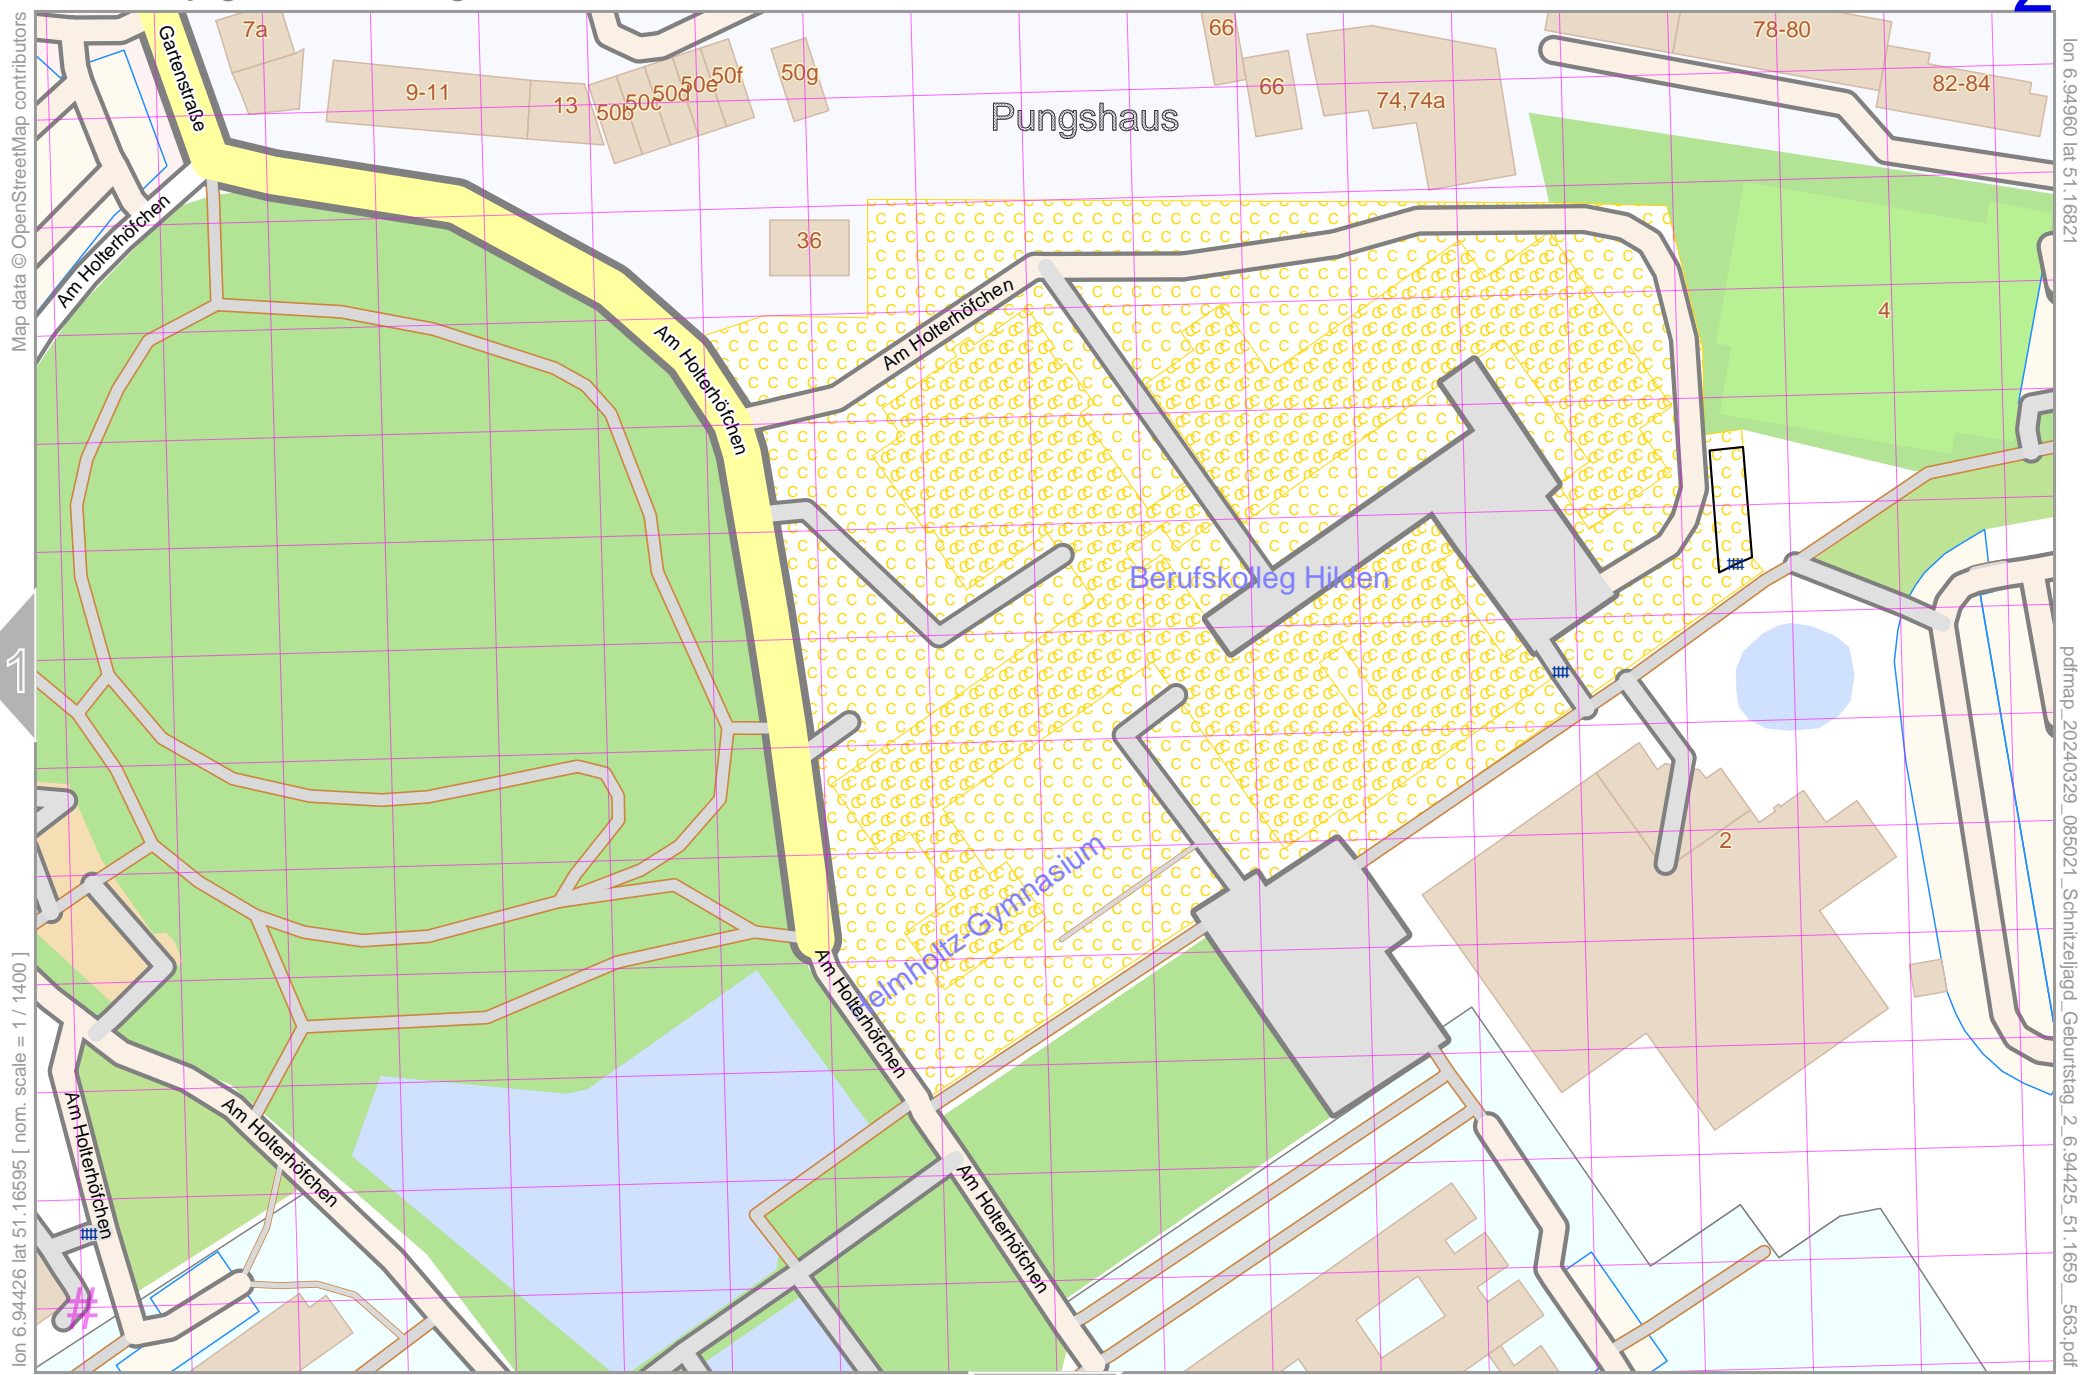 Map data © OpenStreetMap contributors
lon 6.94426 lat 51.16595 [ nom. scale = 1 / 1400 ]
lon 6.94960 lat 51.16821
pdfmap_20240329_085021_Schnitzeljagd_Geburtstag_2_6.94425_51.1659__563.pdf
1
7a
Gartenstraße
9-11
13
50b
50c
50d
50e
50f
50g
Pungshaus
66
66
74,74a
78-80
82-84
36
4
Am Holterhöfchen
Am Holterhöfchen
Am Holterhöfchen
Berufskolleg Hilden
Helmholtz-Gymnasium
2
Am Holterhöfchen
Am Holterhöfchen
Am Holterhöfchen
Am Holterhöfchen
#